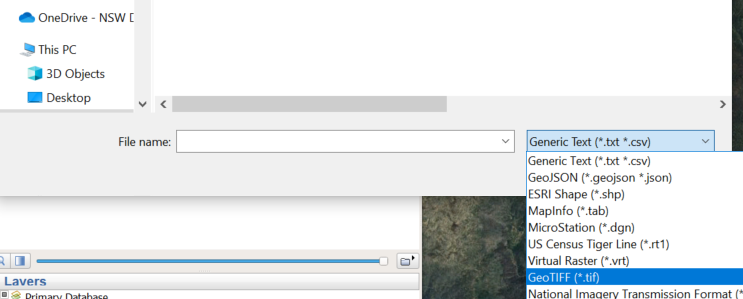 OneDrive - NSW D
This PC
3D Objects
Desktop
File name:
Generic Text (*.txt *.csv)
Generic Text (*.txt *.csv)
GeoJSON (*.geojson *.json)
ESRI Shape (*.shp)
MapInfo (*.tab)
MicroStation (*.dgn)
US Census Tiger Line (*.rt1)
Virtual Raster (*.vrt)
GeoTIFF (*.tif)
National Imagery Transmission Format (*
Layers
Primary Database